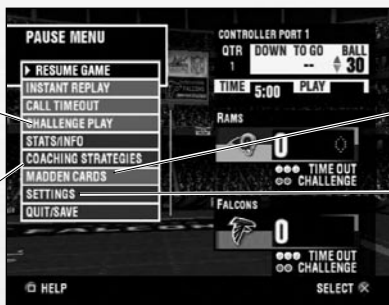 PAUSE MENU
RESUME GAME
INSTANT REPLAY
CALL TIMEOUT
CHALLENGE PLAY
STATS/INFO
COACHING STRATEGIES
MADDEN CARDS
SETTINGS
QUIT/SAVE
HELP
CONTROLLER PORT 1
QTR DOWN TO GO BALL
1 -- 30
TIME 5:00 PLAY
RAMS
0
TIME OUT
CHALLENGE
FALCONS
0
TIME OUT
CHALLENGE
SELECT